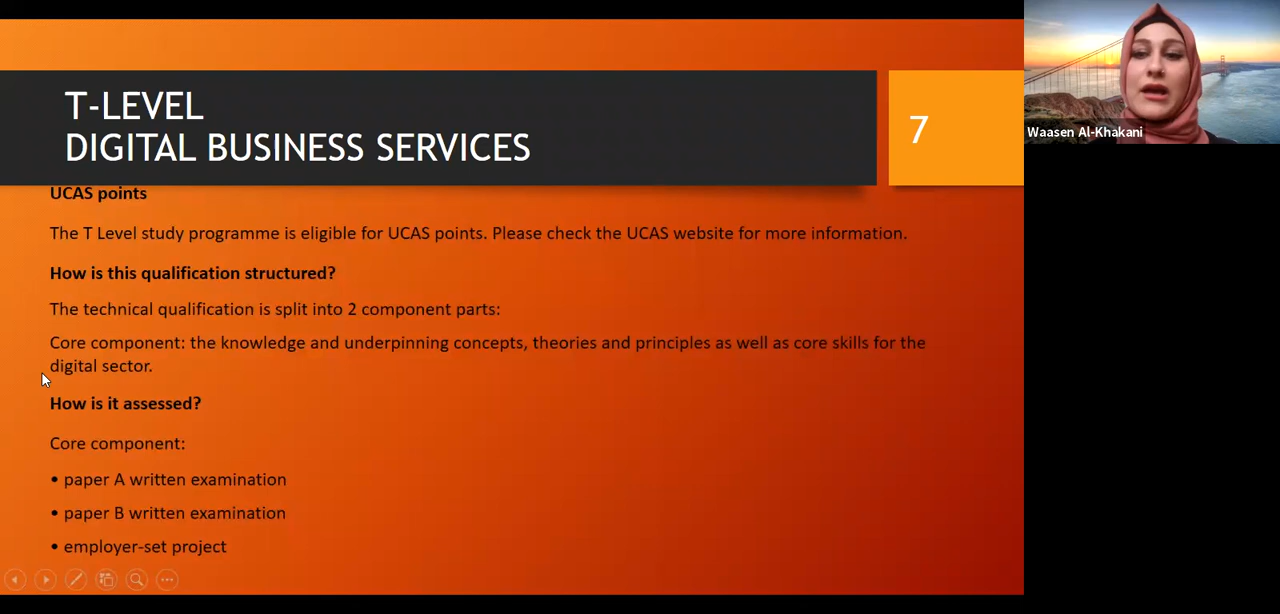 T-LEVEL
DIGITAL BUSINESS SERVICES
7
Waasen Al-Khakani
UCAS points
The T Level study programme is eligible for UCAS points. Please check the UCAS website for more information.
How is this qualification structured?
The technical qualification is split into 2 component parts:
Core component: the knowledge and underpinning concepts, theories and principles as well as core skills for the
digital sector.
How is it assessed?
Core component:
• paper A written examination
• paper B written examination
• employer-set project